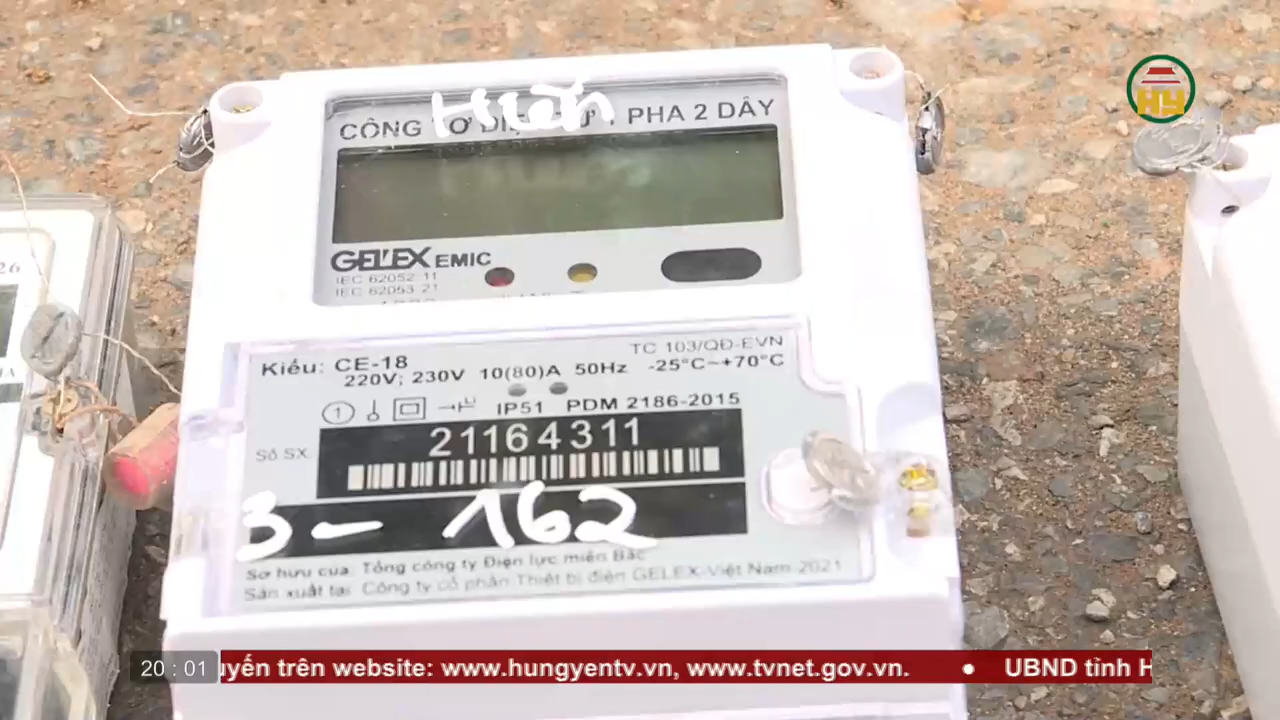 HY
Hiền
CÔNG TƠ ĐIỆN TỬ 1 PHA 2 DÂY
GELEX EMIC
IEC 62052-11
IEC 62053-21
26
Kiểu: CE-18
TC 103/QĐ-EVN
220V; 230V 10(80)A 50Hz -25°C~+70°C
1
IP51 PDM 2186-2015
Số SX
21164311
3- 162
Sở hữu của: Tổng công ty Điện lực miền Bắc
Sản xuất tại: Công ty cổ phần Thiết bị điện GELEX-Việt Nam-2021
20 : 01
uyến trên website: www.hungyentv.vn, www.tvnet.gov.vn. • UBND tỉnh H